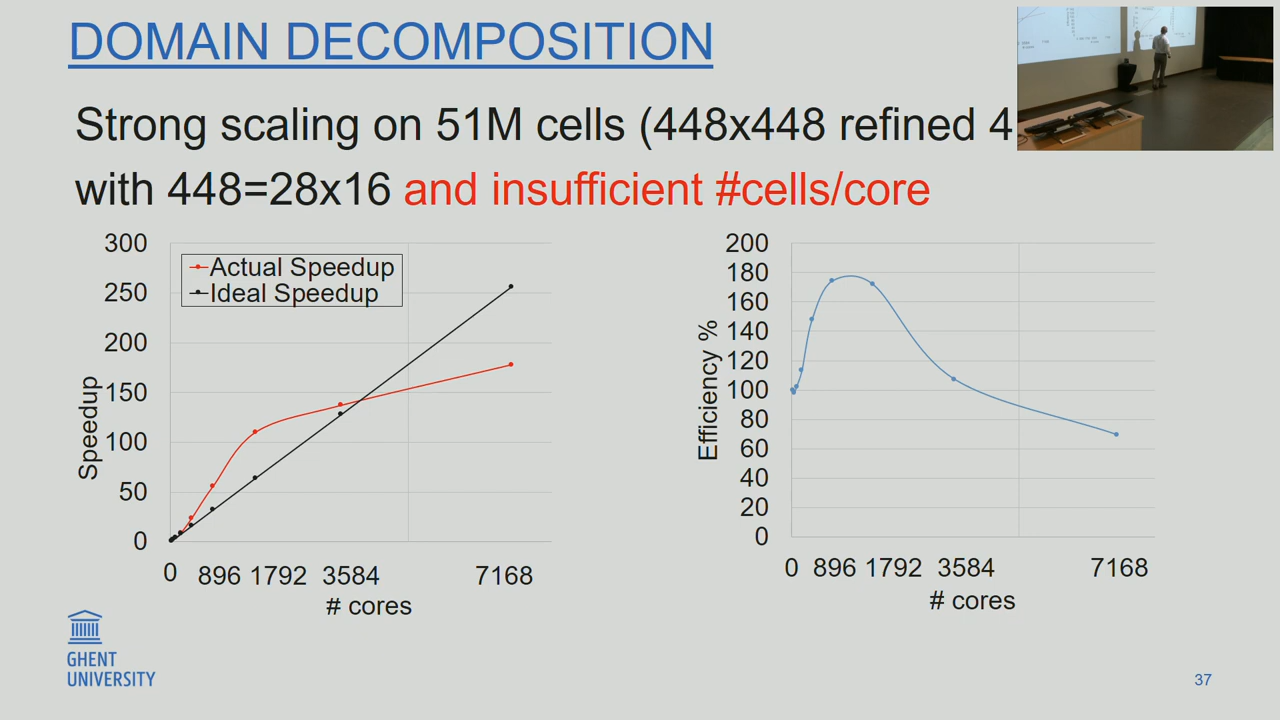 DOMAIN DECOMPOSITION
Strong scaling on 51M cells (448x448 refined 4
with 448=28x16 and insufficient #cells/core
300
250
200
150
100
50
0
Speedup
Actual Speedup
Ideal Speedup
0 896 1792 3584 7168
# cores
200
180
160
140
120
100
80
60
40
20
0
Efficiency %
0 896 1792 3584 7168
# cores
GHENT
UNIVERSITY
37